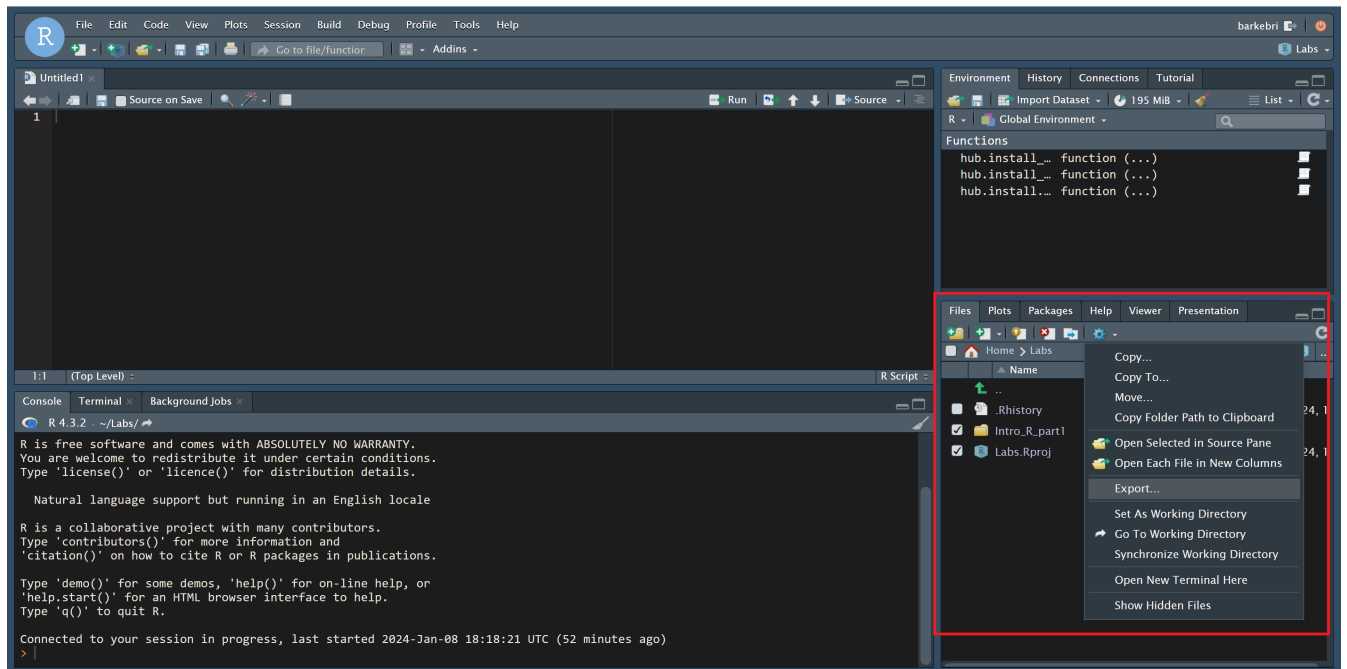 R
File Edit Code View Plots Session Build Debug Profile Tools Help
barkebri
Go to file/function
Addins
Labs
Untitled1
Source on Save
Run
Source
1
1:1 (Top Level)
R Script
Console Terminal Background Jobs
R 4.3.2 · ~/Labs/
R is free software and comes with ABSOLUTELY NO WARRANTY.
You are welcome to redistribute it under certain conditions.
Type 'license()' or 'licence()' for distribution details.
Natural language support but running in an English locale
R is a collaborative project with many contributors.
Type 'contributors()' for more information and
'citation()' on how to cite R or R packages in publications.
Type 'demo()' for some demos, 'help()' for on-line help, or
'help.start()' for an HTML browser interface to help.
Type 'q()' to quit R.
Connected to your session in progress, last started 2024-Jan-08 18:18:21 UTC (52 minutes ago)
>
Environment History Connections Tutorial
Import Dataset 195 MiB List
R Global Environment
Functions
hub.install_… function (...)
hub.install_… function (...)
hub.install.… function (...)
Files Plots Packages Help Viewer Presentation
Home Labs
Name
..
.Rhistory
24, 1
Intro_R_part1
Labs.Rproj
24, 1
Copy...
Copy To...
Move...
Copy Folder Path to Clipboard
Open Selected in Source Pane
Open Each File in New Columns
Export...
Set As Working Directory
Go To Working Directory
Synchronize Working Directory
Open New Terminal Here
Show Hidden Files